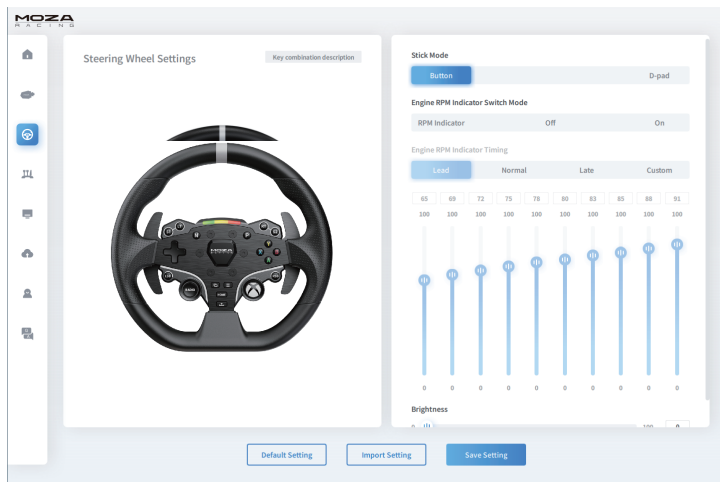 MOZA
RACING
Steering Wheel Settings
Key combination description
Stick Mode
Button D-pad
Engine RPM Indicator Switch Mode
RPM Indicator Off On
Engine RPM Indicator Timing
Lead Normal Late Custom
65 69 72 75 78 80 83 85 88 91
100 100 100 100 100 100 100 100 100 100
MOZA
0 0 0 0 0 0 0 0 0 0
Brightness
0 100 0
Default Setting Import Setting Save Setting